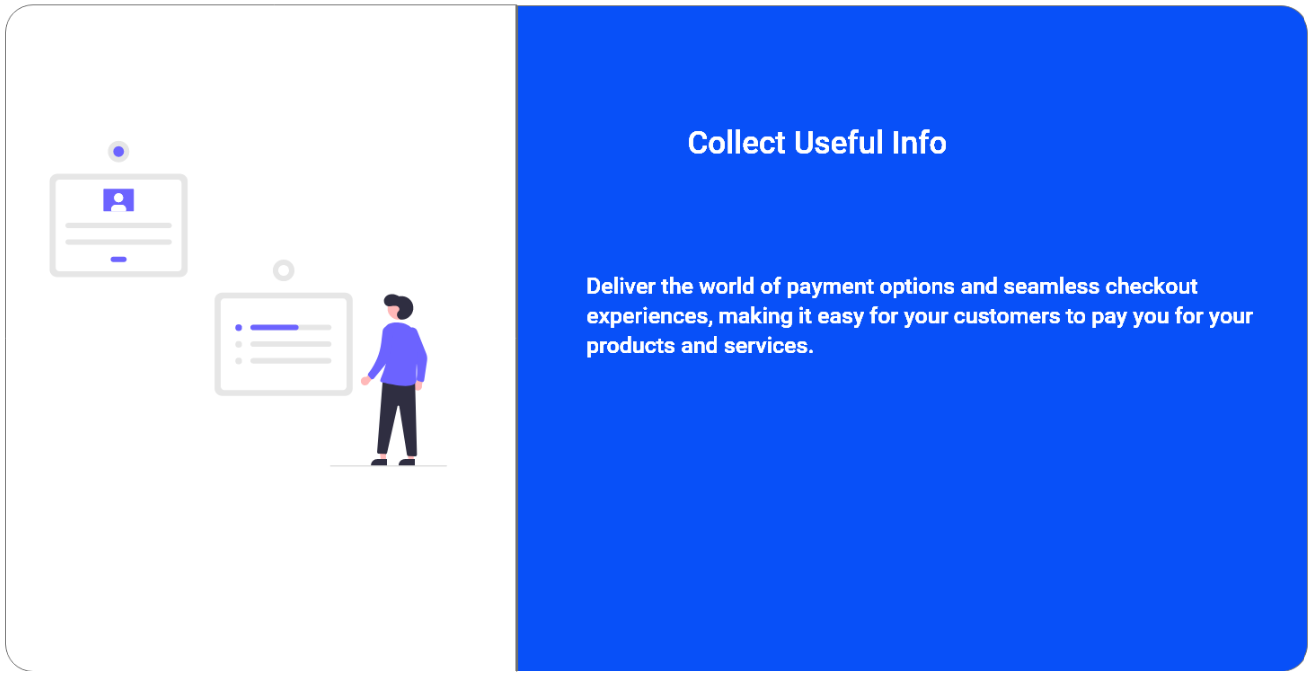 Collect Useful Info
Deliver the world of payment options and seamless checkout
experiences, making it easy for your customers to pay you for your
products and services.